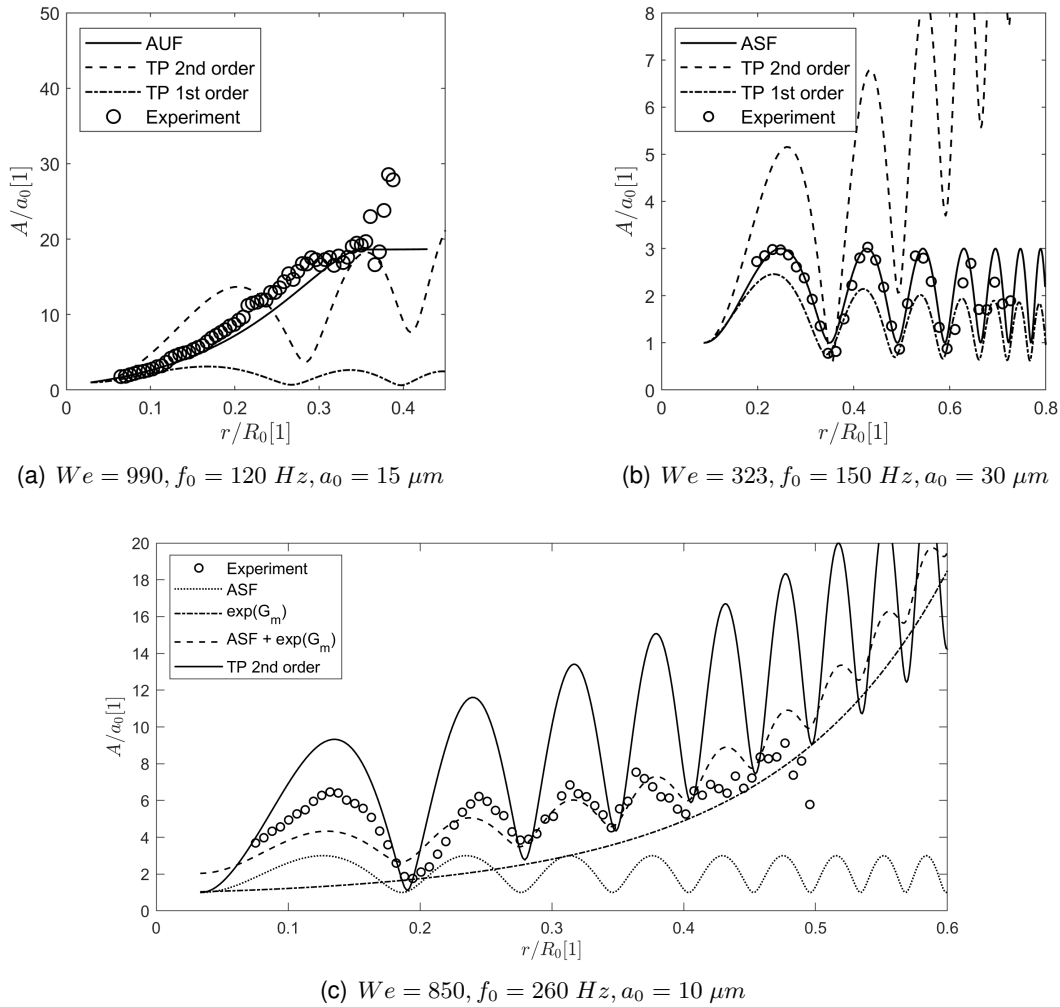 50
40
30
20
10
0
A/a₀[1]
AUF
TP 2nd order
TP 1st order
Experiment
0 0.1 0.2 0.3 0.4
r/R₀[1]
(a) We = 990, f₀ = 120 Hz, a₀ = 15 μm
8
7
6
5
4
3
2
1
0
A/a₀[1]
ASF
TP 2nd order
TP 1st order
Experiment
0 0.2 0.4 0.6 0.8
r/R₀[1]
(b) We = 323, f₀ = 150 Hz, a₀ = 30 μm
20
18
16
14
12
10
8
6
4
2
0
A/a₀[1]
Experiment
ASF
exp(Gₘ)
ASF + exp(Gₘ)
TP 2nd order
0 0.1 0.2 0.3 0.4 0.5 0.6
r/R₀[1]
(c) We = 850, f₀ = 260 Hz, a₀ = 10 μm